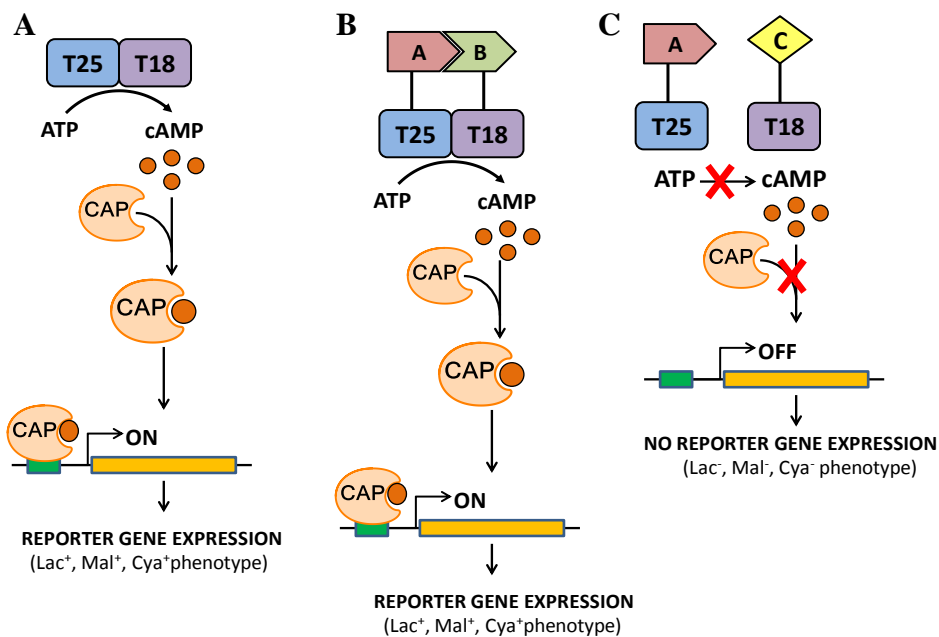 A
T25 T18
ATP cAMP
CAP
CAP
CAP
ON
REPORTER GENE EXPRESSION
(Lac⁺, Mal⁺, Cya⁺phenotype)
B
A B
T25 T18
ATP cAMP
CAP
CAP
CAP
ON
REPORTER GENE EXPRESSION
(Lac⁺, Mal⁺, Cya⁺phenotype)
C
A C
T25 T18
ATP cAMP
CAP
OFF
NO REPORTER GENE EXPRESSION
(Lac⁻, Mal⁻, Cya⁻ phenotype)